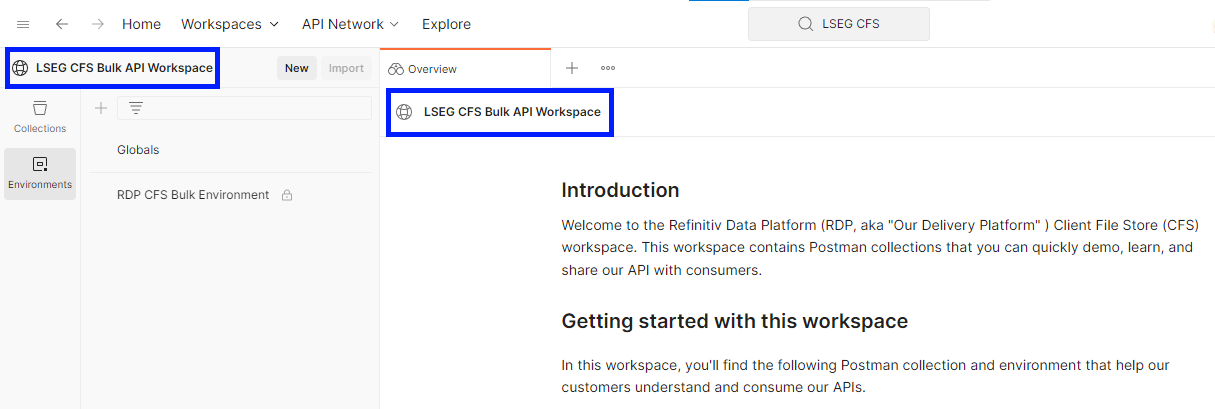 Home Workspaces API Network Explore LSEG CFS
LSEG CFS Bulk API Workspace New Import
Overview
Collections
Environments
Globals
RDP CFS Bulk Environment
LSEG CFS Bulk API Workspace
Introduction
Welcome to the Refinitiv Data Platform (RDP, aka "Our Delivery Platform" ) Client File Store (CFS)
workspace. This workspace contains Postman collections that you can quickly demo, learn, and
share our API with consumers.
Getting started with this workspace
In this workspace, you'll find the following Postman collection and environment that help our
customers understand and consume our APIs.